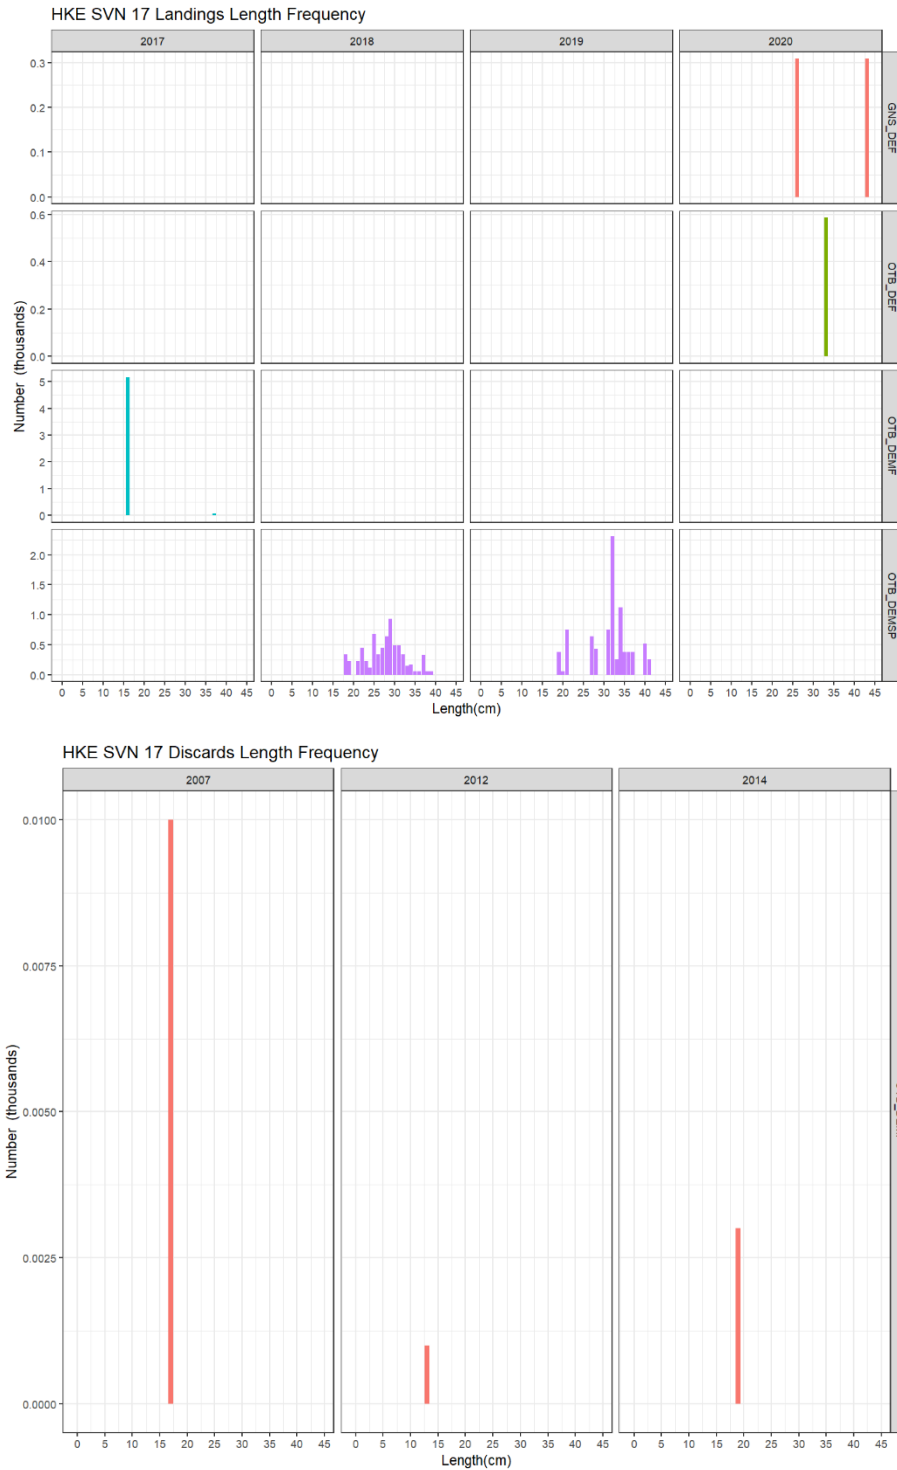 HKE SVN 17 Landings Length Frequency
2017 2018 2019 2020
0.3
0.2
0.1
0.0
GNS_DEF
0.6
0.4
0.2
0.0
OTB_DEF
5
4
3
2
1
0
OTB_DEMF
2.0
1.5
1.0
0.5
0.0
OTB_DEMSP
Number (thousands)
0 5 10 15 20 25 30 35 40 45 0 5 10 15 20 25 30 35 40 45 0 5 10 15 20 25 30 35 40 45 0 5 10 15 20 25 30 35 40 45
Length(cm)
HKE SVN 17 Discards Length Frequency
2007 2012 2014
0.0100
0.0075
0.0050
0.0025
0.0000
Number (thousands)
0 5 10 15 20 25 30 35 40 45 0 5 10 15 20 25 30 35 40 45 0 5 10 15 20 25 30 35 40 45
Length(cm)